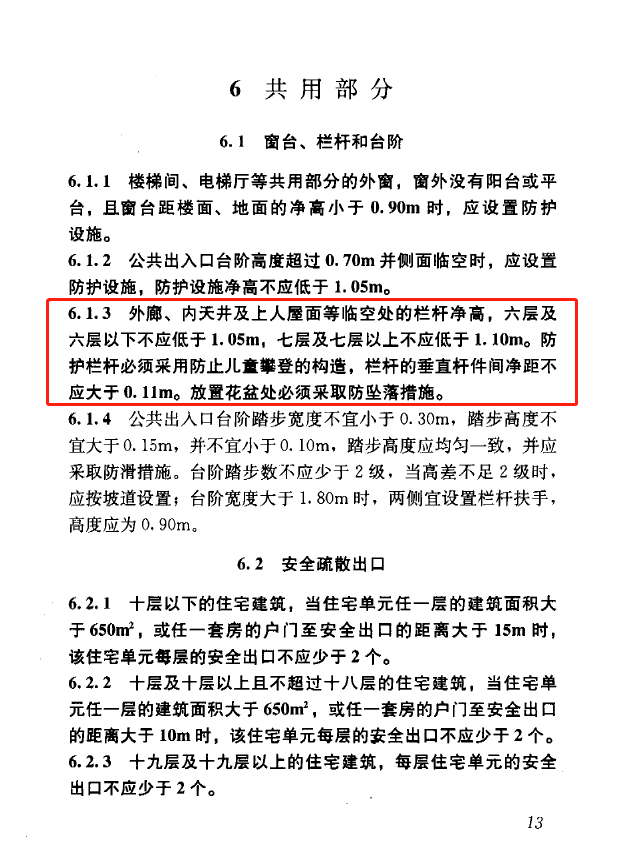 6 共用部分
6.1 窗台、栏杆和台阶
6.1.1 楼梯间、电梯厅等共用部分的外窗，窗外没有阳台或平
台，且窗台距楼面、地面的净高小于0.90m时，应设置防护
设施。
6.1.2 公共出入口台阶高度超过0.70m并侧面临空时，应设置
防护设施，防护设施净高不应低于1.05m。
6.1.3 外廊、内天井及上人屋面等临空处的栏杆净高，六层及
六层以下不应低于1.05m，七层及七层以上不应低于1.10m。防
护栏杆必须采用防止儿童攀登的构造，栏杆的垂直杆件间净距不
应大于0.11m。放置花盆处必须采取防坠落措施。
6.1.4 公共出入口台阶踏步宽度不宜小于0.30m，踏步高度不
宜大于0.15m，并不宜小于0.10m，踏步高度应均匀一致，并应
采取防滑措施。台阶踏步数不应少于2级，当高差不足2级时，
应按坡道设置；台阶宽度大于1.80m时，两侧宜设置栏杆扶手，
高度应为0.90m。
6.2 安全疏散出口
6.2.1 十层以下的住宅建筑，当住宅单元任一层的建筑面积大
于650m²，或任一套房的户门至安全出口的距离大于15m时，
该住宅单元每层的安全出口不应少于2个。
6.2.2 十层及十层以上且不超过十八层的住宅建筑，当住宅单
元任一层的建筑面积大于650m²，或任一套房的户门至安全出口
的距离大于10m时，该住宅单元每层的安全出口不应少于2个。
6.2.3 十九层及十九层以上的住宅建筑，每层住宅单元的安全
出口不应少于2个。
13